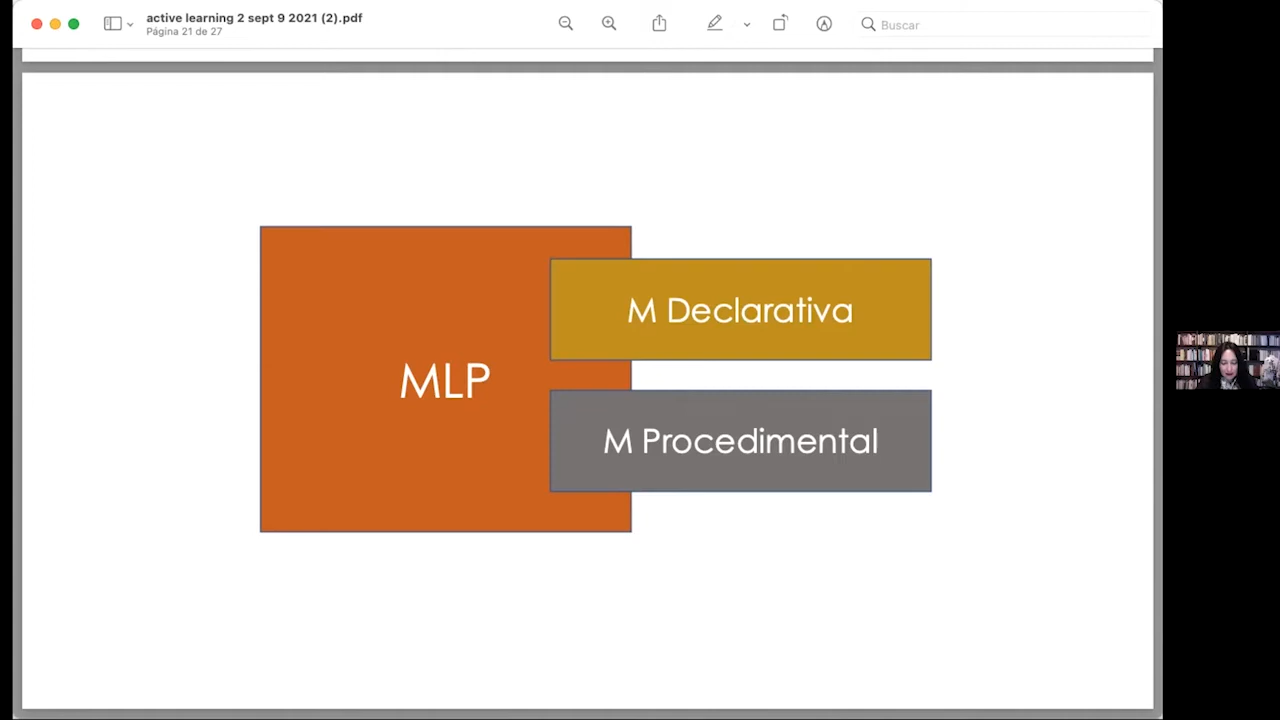 active learning 2 sept 9 2021 (2).pdf
Página 21 de 27
Buscar
MLP
M Declarativa
M Procedimental